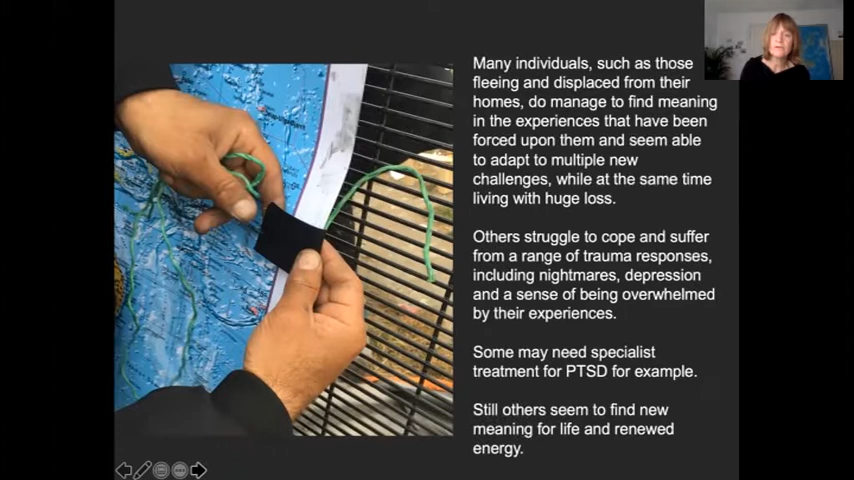 Many individuals, such as those
fleeing and displaced from their
homes, do manage to find meaning
in the experiences that have been
forced upon them and seem able
to adapt to multiple new
challenges, while at the same time
living with huge loss.
Others struggle to cope and suffer
from a range of trauma responses,
including nightmares, depression
and a sense of being overwhelmed
by their experiences.
Some may need specialist
treatment for PTSD for example.
Still others seem to find new
meaning for life and renewed
energy.